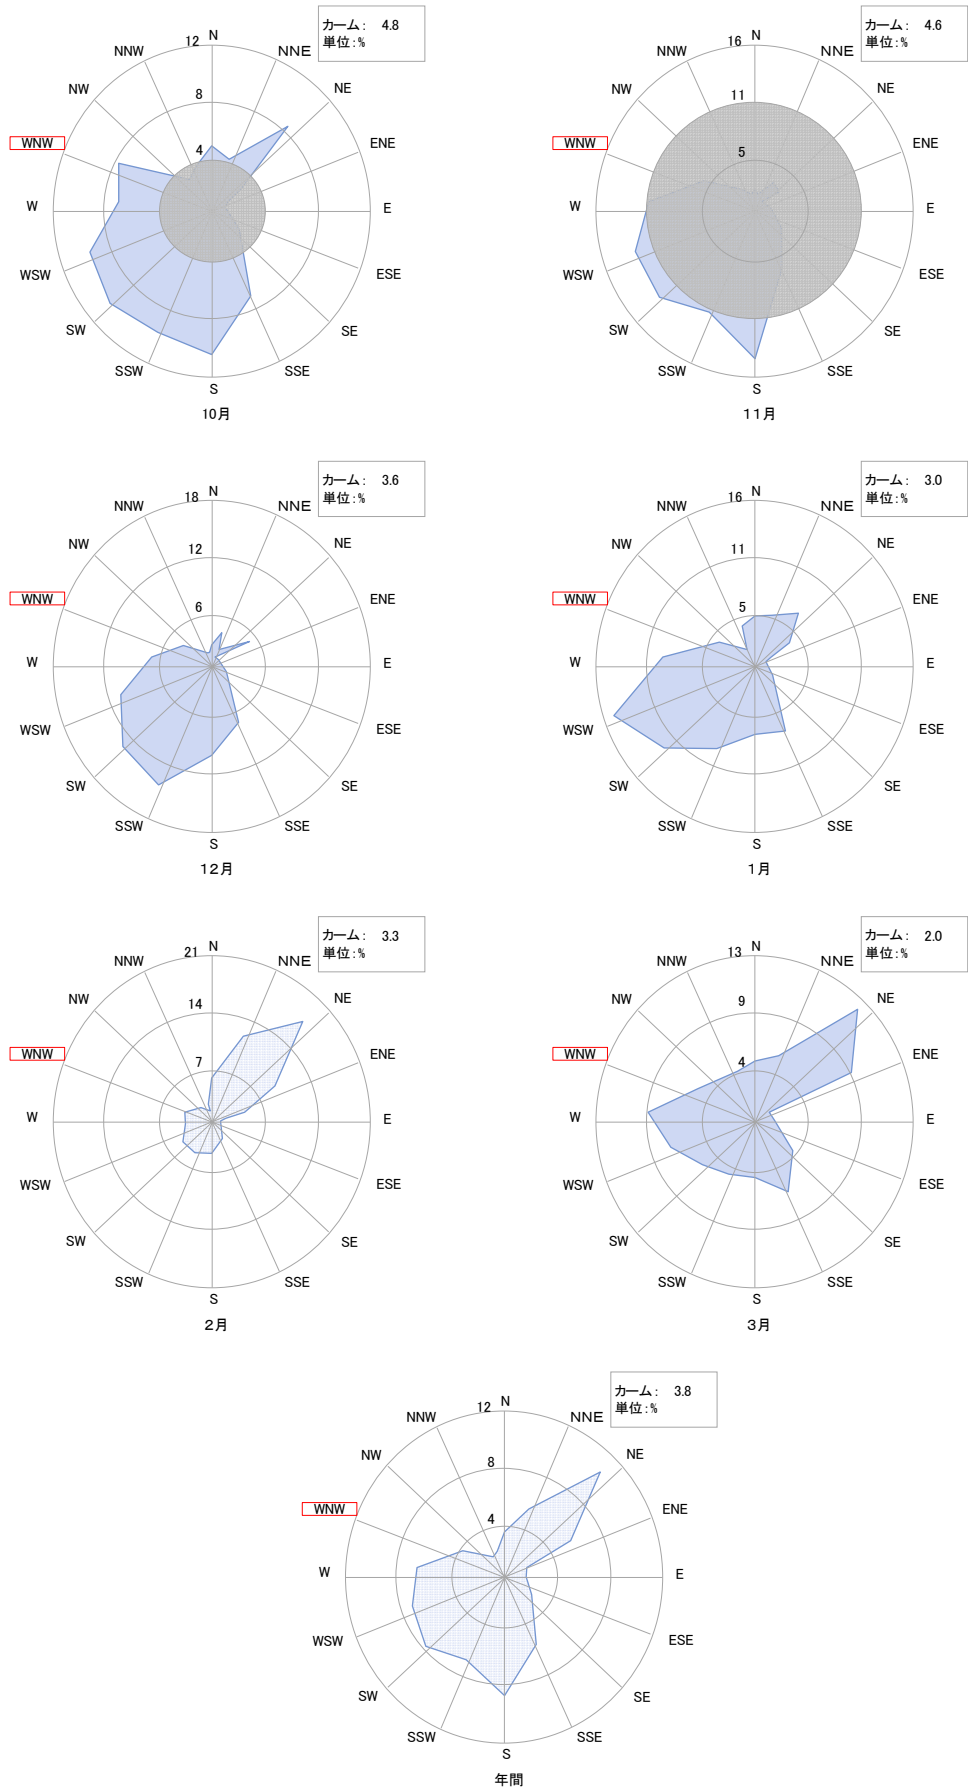 カーム： 4.8
単位：%
12 N
NNW NNE
NW 8 NE
WNW 4 ENE
W E
WSW ESE
SW SE
SSW SSE
S
10月
カーム： 4.6
単位：%
16 N
NNW NNE
NW 11 NE
WNW 5 ENE
W E
WSW ESE
SW SE
SSW SSE
S
11月
カーム： 3.6
単位：%
18 N
NNW NNE
NW 12 NE
WNW 6 ENE
W E
WSW ESE
SW SE
SSW SSE
S
12月
カーム： 3.0
単位：%
16 N
NNW NNE
NW 11 NE
WNW 5 ENE
W E
WSW ESE
SW SE
SSW SSE
S
1月
カーム： 3.3
単位：%
21 N
NNW NNE
NW 14 NE
WNW 7 ENE
W E
WSW ESE
SW SE
SSW SSE
S
2月
カーム： 2.0
単位：%
13 N
NNW NNE
NW 9 NE
WNW 4 ENE
W E
WSW ESE
SW SE
SSW SSE
S
3月
カーム： 3.8
単位：%
12 N
NNW NNE
NW 8 NE
WNW 4 ENE
W E
WSW ESE
SW SE
SSW SSE
S
年間